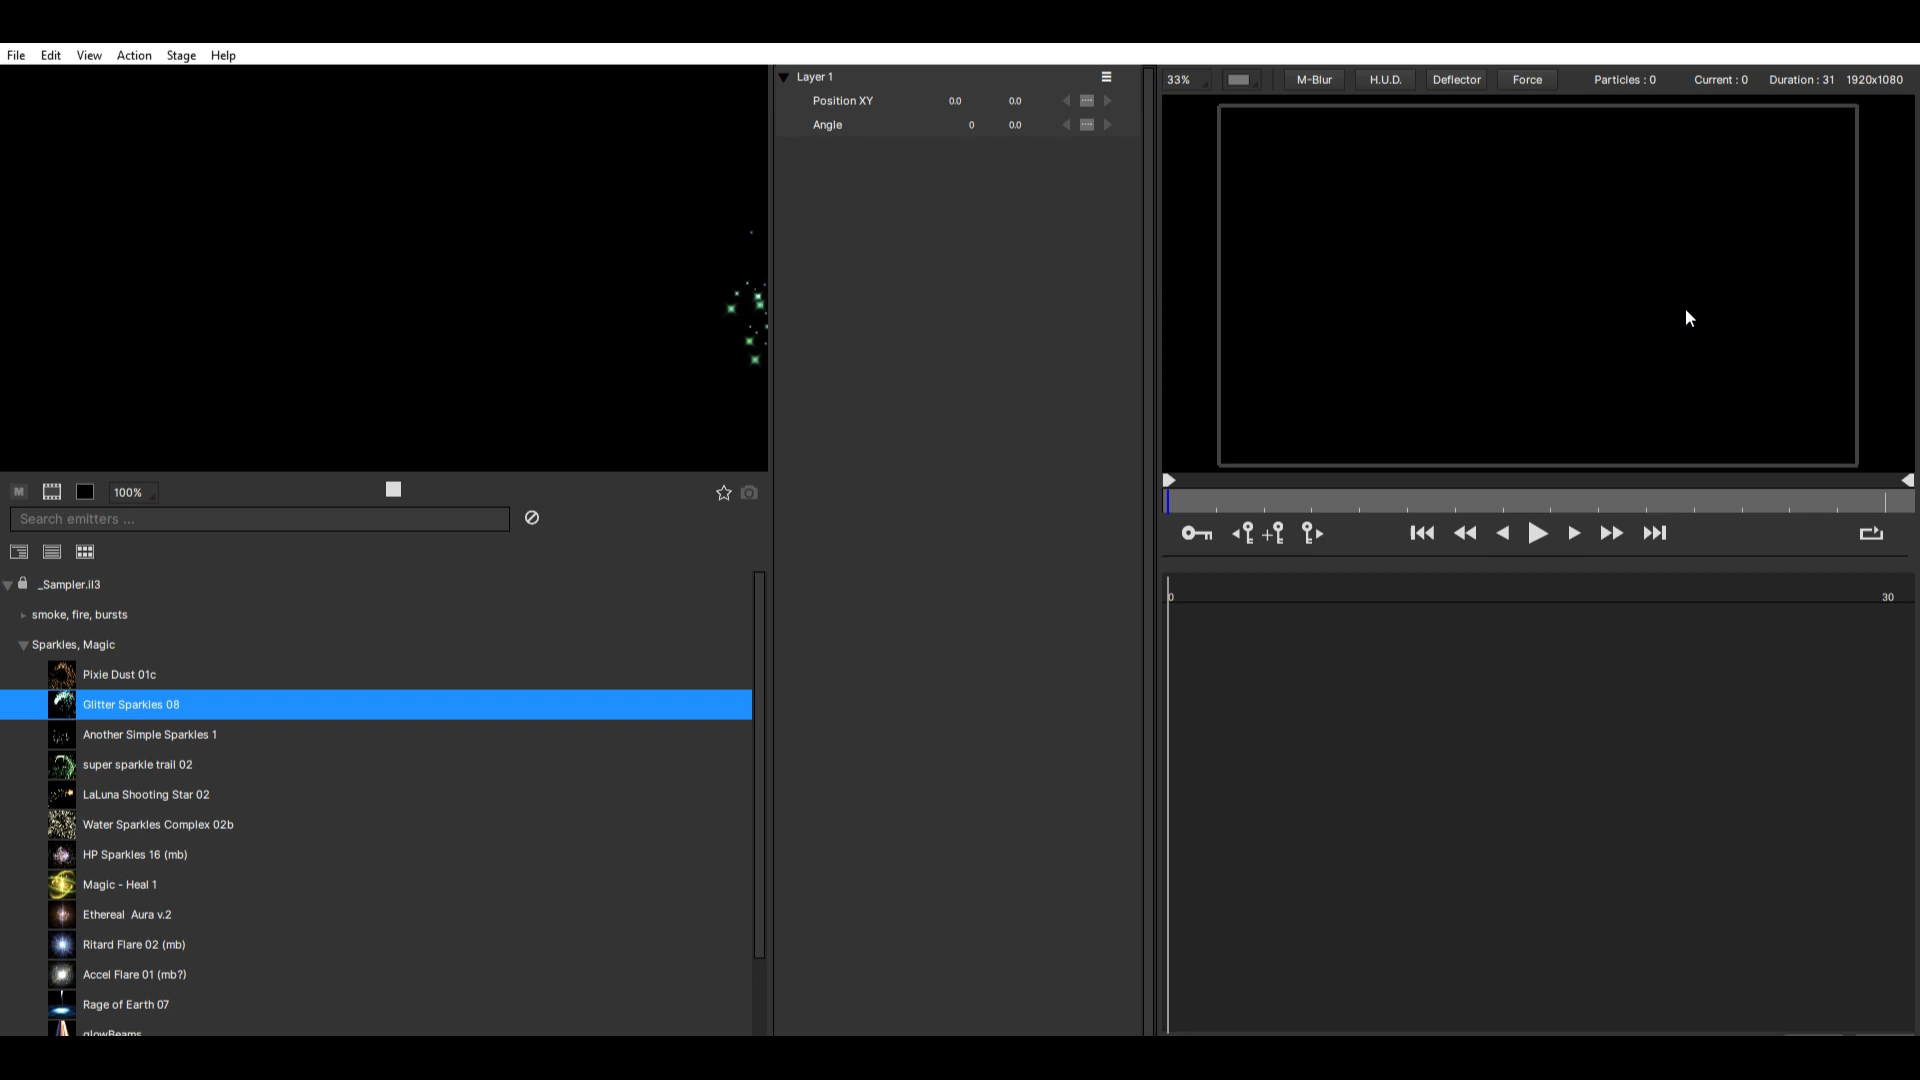 File Edit View Action Stage Help
Layer 1
Position XY 0.0 0.0
Angle 0 0.0
33% M-Blur H.U.D. Deflector Force Particles : 0 Current : 0 Duration : 31 1920x1080
M 100%
Search emitters ...
_Sampler.il3
smoke, fire, bursts
Sparkles, Magic
Pixie Dust 01c
Glitter Sparkles 08
Another Simple Sparkles 1
super sparkle trail 02
LaLuna Shooting Star 02
Water Sparkles Complex 02b
HP Sparkles 16 (mb)
Magic - Heal 1
Ethereal  Aura v.2
Ritard Flare 02 (mb)
Accel Flare 01 (mb?)
Rage of Earth 07
glowBeams
0 30